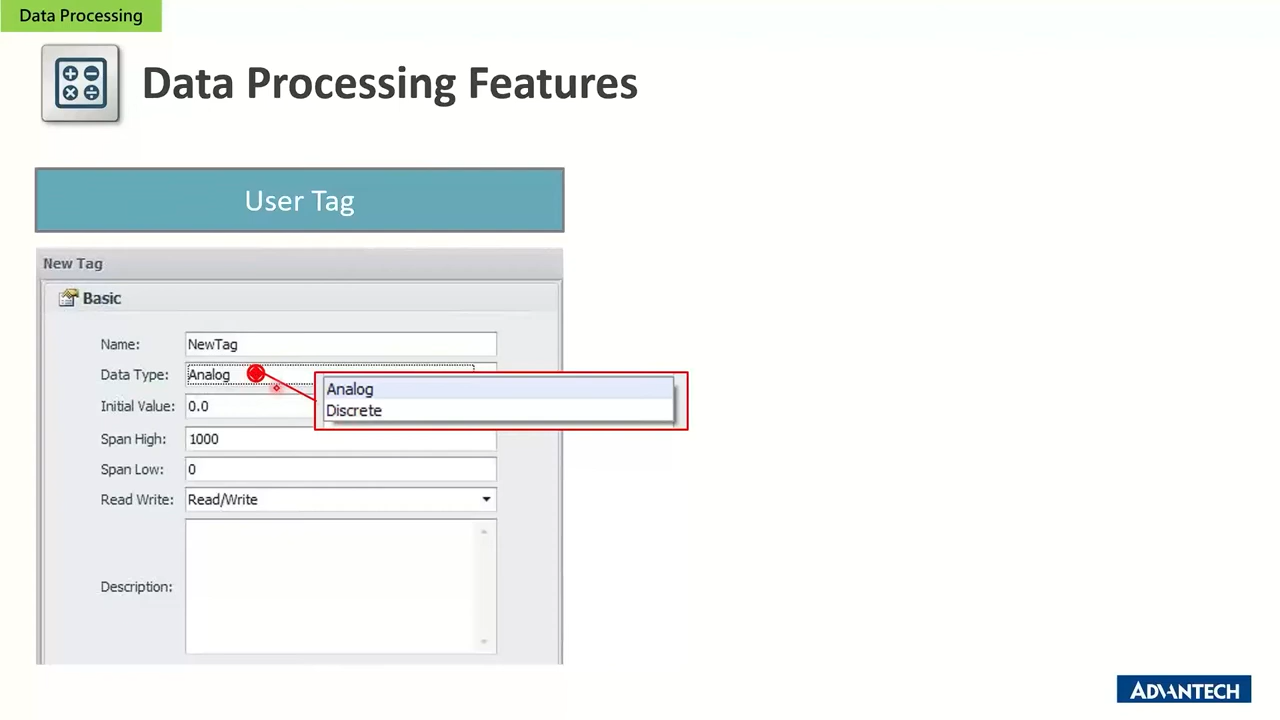 Data Processing
Data Processing Features
User Tag
New Tag
Basic
Name: NewTag
Data Type: Analog
Analog
Discrete
Initial Value: 0.0
Span High: 1000
Span Low: 0
Read Write: Read/Write
Description:
ADVANTECH